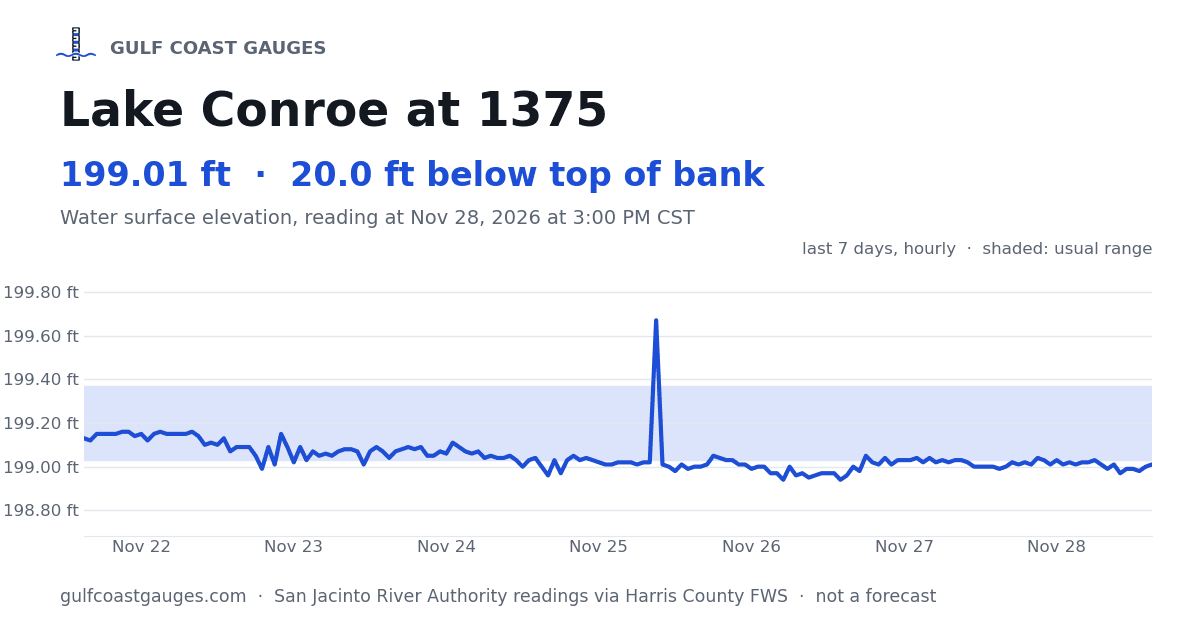 GULF COAST GAUGES
Lake Conroe at 1375
199.01 ft · 20.0 ft below top of bank
Water surface elevation, reading at Nov 28, 2026 at 3:00 PM CST
last 7 days, hourly · shaded: usual range
199.80 ft
199.60 ft
199.40 ft
199.20 ft
199.00 ft
198.80 ft
Nov 22 Nov 23 Nov 24 Nov 25 Nov 26 Nov 27 Nov 28
gulfcoastgauges.com · San Jacinto River Authority readings via Harris County FWS · not a forecast